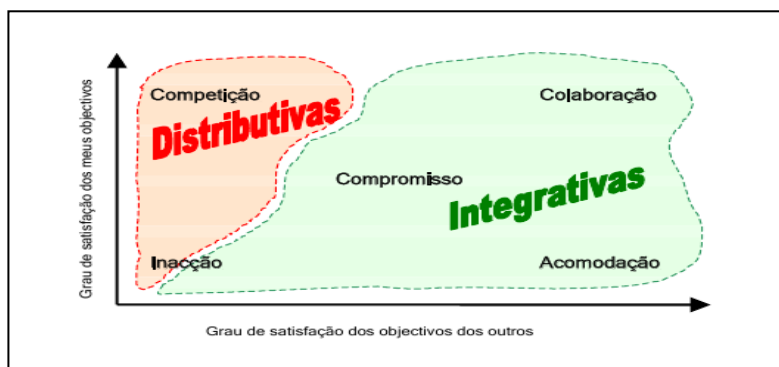 Grau de satisfação dos meus objectivos
Competição
Colaboração
Distributivas
Compromisso
Integrativas
Inacção
Acomodação
Grau de satisfação dos objectivos dos outros